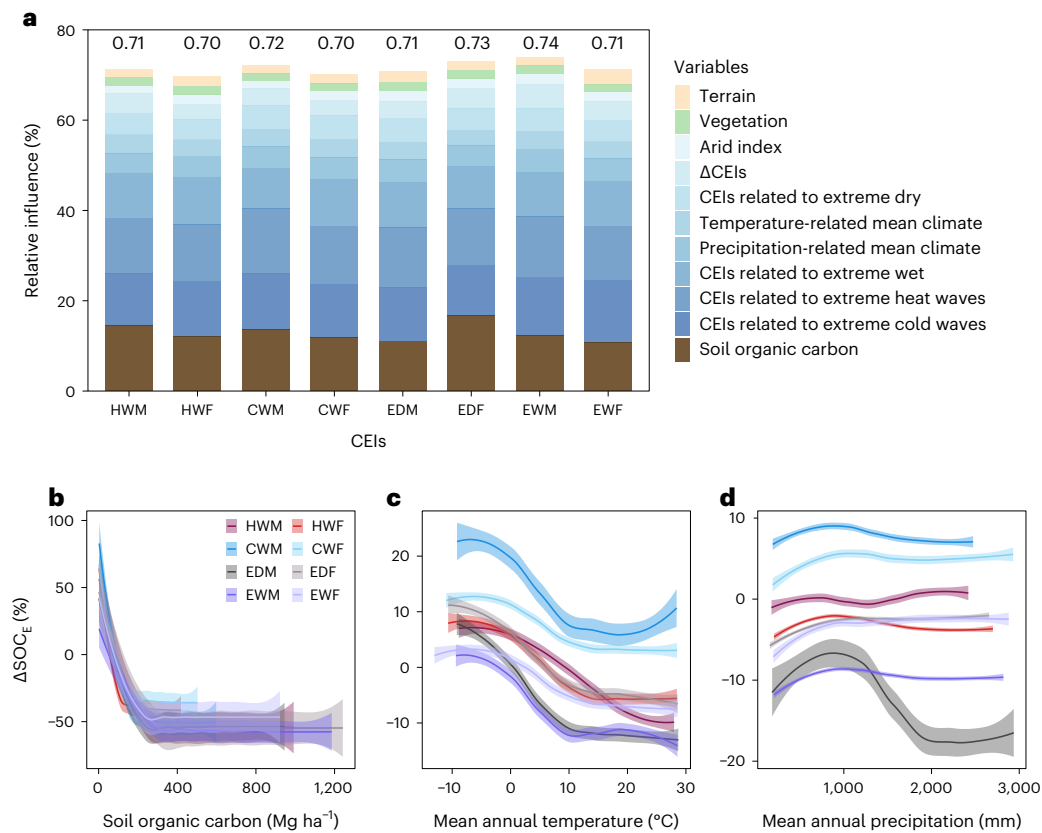 a
80
60
40
20
0
Relative influence (%)
0.71 0.70 0.72 0.70 0.71 0.73 0.74 0.71
HWM HWF CWM CWF EDM EDF EWM EWF
CEIs
Variables
Terrain
Vegetation
Arid index
ΔCEIs
CEIs related to extreme dry
Temperature-related mean climate
Precipitation-related mean climate
CEIs related to extreme wet
CEIs related to extreme heat waves
CEIs related to extreme cold waves
Soil organic carbon
b
100
50
0
−50
ΔSOC_E (%)
HWM HWF
CWM CWF
EDM EDF
EWM EWF
0 400 800 1,200
Soil organic carbon (Mg ha⁻¹)
c
20
10
0
−10
−10 0 10 20 30
Mean annual temperature (°C)
d
10
0
−10
−20
1,000 2,000 3,000
Mean annual precipitation (mm)